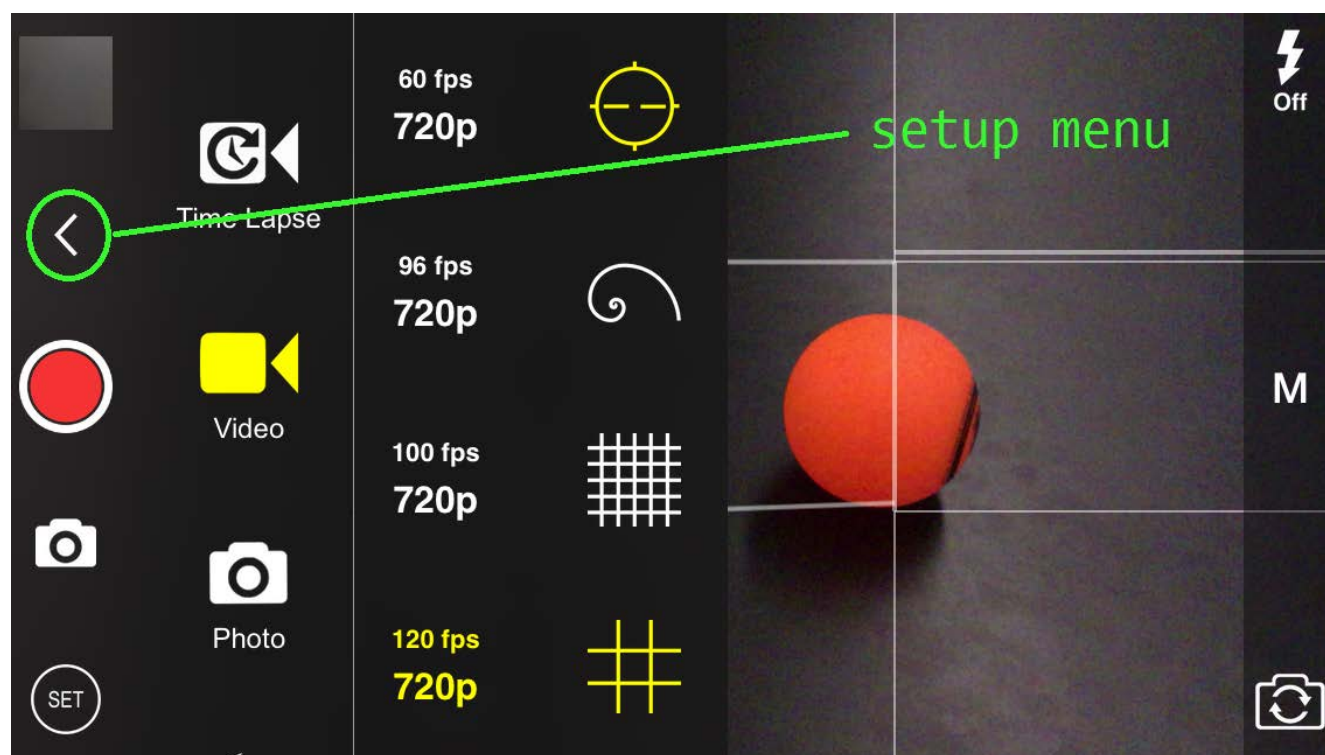 60 fps
720p
setup menu
Off
Time Lapse
96 fps
720p
M
Video
100 fps
720p
Photo
120 fps
720p
SET